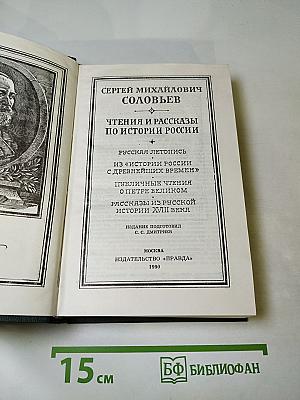 СЕРГЕЙ МИХАЙЛОВИЧ
СОЛОВЬЕВ
ЧТЕНИЯ И РАССКАЗЫ
ПО ИСТОРИИ РОССИИ
РУССКАЯ ЛЕТОПИСЬ
ИЗ «ИСТОРИИ РОССИИ
С ДРЕВНЕЙШИХ ВРЕМЕН»
ПУБЛИЧНЫЕ ЧТЕНИЯ
О ПЕТРЕ ВЕЛИКОМ
РАССКАЗЫ ИЗ РУССКОЙ
ИСТОРИИ XVIII ВЕКА
ИЗДАНИЕ ПОДГОТОВИЛ
С. С. ДМИТРИЕВ
МОСКВА
ИЗДАТЕЛЬСТВО «ПРАВДА»
1990
15 см
БФ БИБЛИОФАН